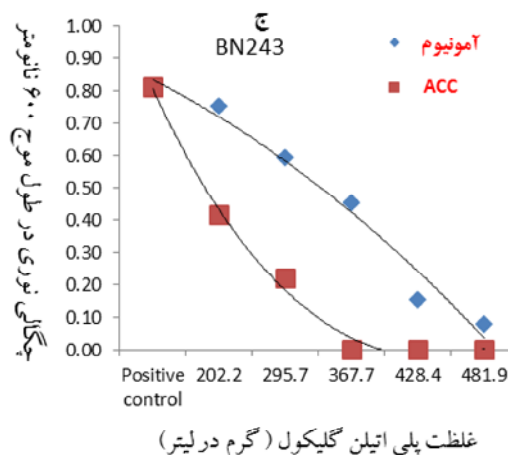 ج
BN243
آمونیوم
ACC
چگالی نوری در طول موج ۶۰۰ نانومتر
1.00
0.90
0.80
0.70
0.60
0.50
0.40
0.30
0.20
0.10
0.00
Positive control 202.2 295.7 367.7 428.4 481.9
غلظت پلی اتیلن گلیکول ( گرم در لیتر)